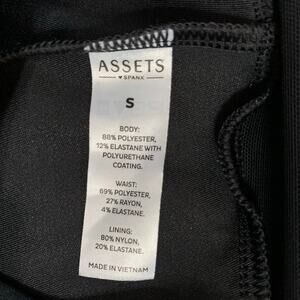 ASSETS
♥ SPANX
S
BODY:
88% POLYESTER,
12% ELASTANE WITH
POLYURETHANE
COATING.
WAIST:
69% POLYESTER,
27% RAYON,
4% ELASTANE.
LINING:
80% NYLON,
20% ELASTANE.
MADE IN VIETNAM